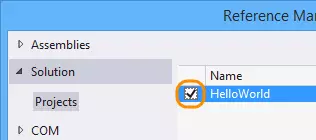 Reference Ma
Assemblies
Solution
Projects
COM
Name
HelloWorld